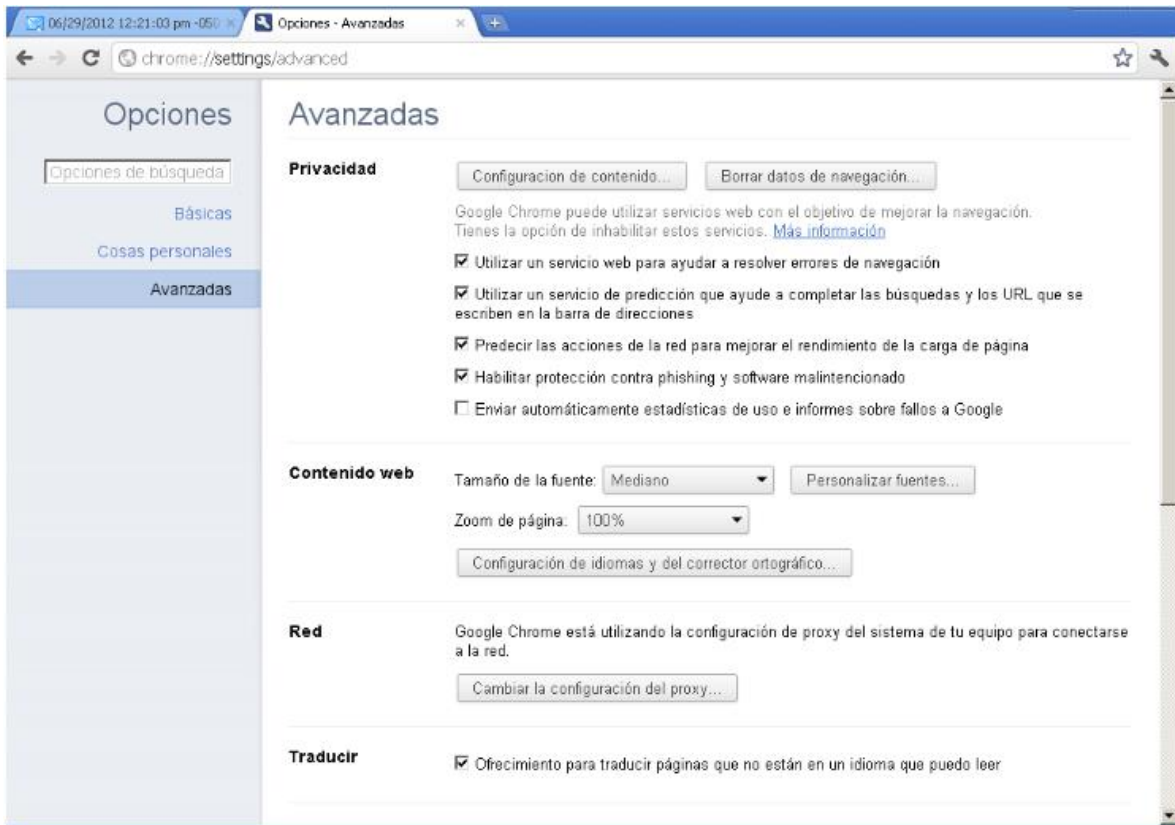 06/29/2012 12:21:03 pm -050
Opciones - Avanzadas
chrome://settings/advanced
Opciones
Opciones de búsqueda
Básicas
Cosas personales
Avanzadas
Avanzadas
Privacidad
Configuracion de contenido...
Borrar datos de navegación...
Google Chrome puede utilizar servicios web con el objetivo de mejorar la navegación.
Tienes la opción de inhabilitar estos servicios. Más información
Utilizar un servicio web para ayudar a resolver errores de navegación
Utilizar un servicio de predicción que ayude a completar las búsquedas y los URL que se
escriben en la barra de direcciones
Predecir las acciones de la red para mejorar el rendimiento de la carga de página
Habilitar protección contra phishing y software malintencionado
Enviar automáticamente estadísticas de uso e informes sobre fallos a Google
Contenido web
Tamaño de la fuente: Mediano
Personalizar fuentes...
Zoom de página: 100%
Configuración de idiomas y del corrector ortográfico...
Red
Google Chrome está utilizando la configuración de proxy del sistema de tu equipo para conectarse
a la red.
Cambiar la configuración del proxy...
Traducir
Ofrecimiento para traducir páginas que no están en un idioma que puedo leer